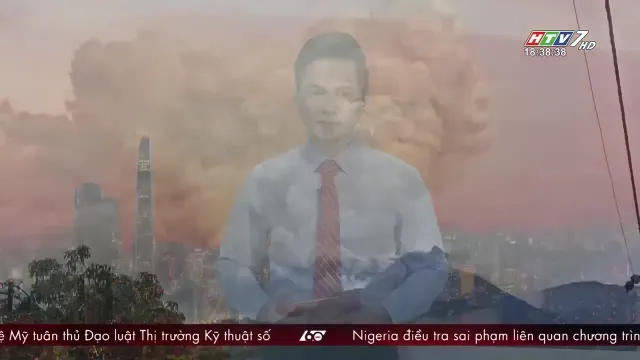 HTV7 HD
18:38:38
ệ Mỹ tuân thủ Đạo luật Thị trường Kỹ thuật số 60 Nigeria điều tra sai phạm liên quan chương trìn